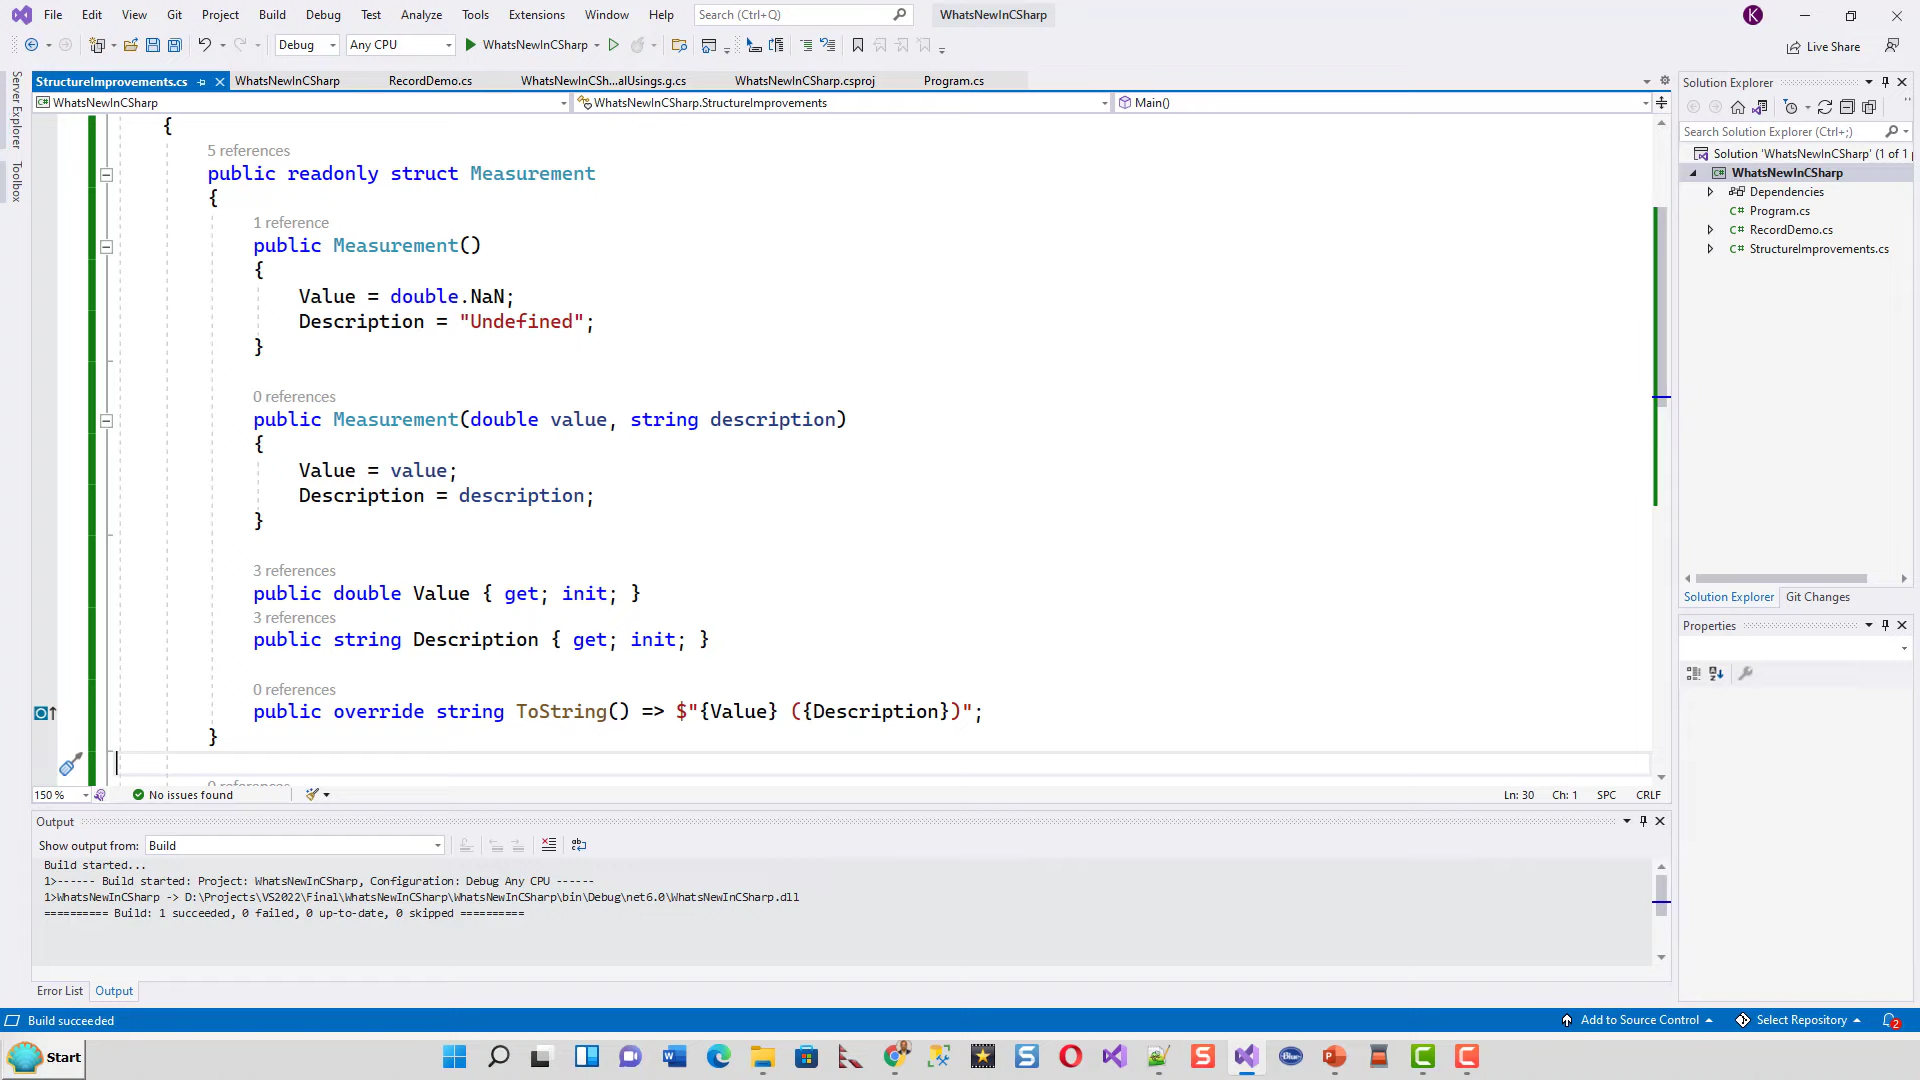 File Edit View Git Project Build Debug Test Analyze Tools Extensions Window Help Search (Ctrl+Q) WhatsNewInCSharp K
Debug Any CPU WhatsNewInCSharp Live Share
StructureImprovements.cs WhatsNewInCSharp RecordDemo.cs WhatsNewInCSh...alUsings.g.cs WhatsNewInCSharp.csproj Program.cs
WhatsNewInCSharp WhatsNewInCSharp.StructureImprovements Main()
Server Explorer
Toolbox
{
5 references
public readonly struct Measurement
{
1 reference
public Measurement()
{
Value = double.NaN;
Description = "Undefined";
}
0 references
public Measurement(double value, string description)
{
Value = value;
Description = description;
}
3 references
public double Value { get; init; }
3 references
public string Description { get; init; }
0 references
public override string ToString() => $"{Value} ({Description})";
}
0 references
150 % No issues found Ln: 30 Ch: 1 SPC CRLF
Output
Show output from: Build
Build started...
1>------ Build started: Project: WhatsNewInCSharp, Configuration: Debug Any CPU ------
1>WhatsNewInCSharp -> D:\Projects\VS2022\Final\WhatsNewInCSharp\WhatsNewInCSharp\bin\Debug\net6.0\WhatsNewInCSharp.dll
========== Build: 1 succeeded, 0 failed, 0 up-to-date, 0 skipped ==========
Error List Output
Solution Explorer
Search Solution Explorer (Ctrl+;)
Solution 'WhatsNewInCSharp' (1 of 1
WhatsNewInCSharp
Dependencies
C# Program.cs
C# RecordDemo.cs
C# StructureImprovements.cs
Solution Explorer Git Changes
Properties
Build succeeded Add to Source Control Select Repository 2
Start